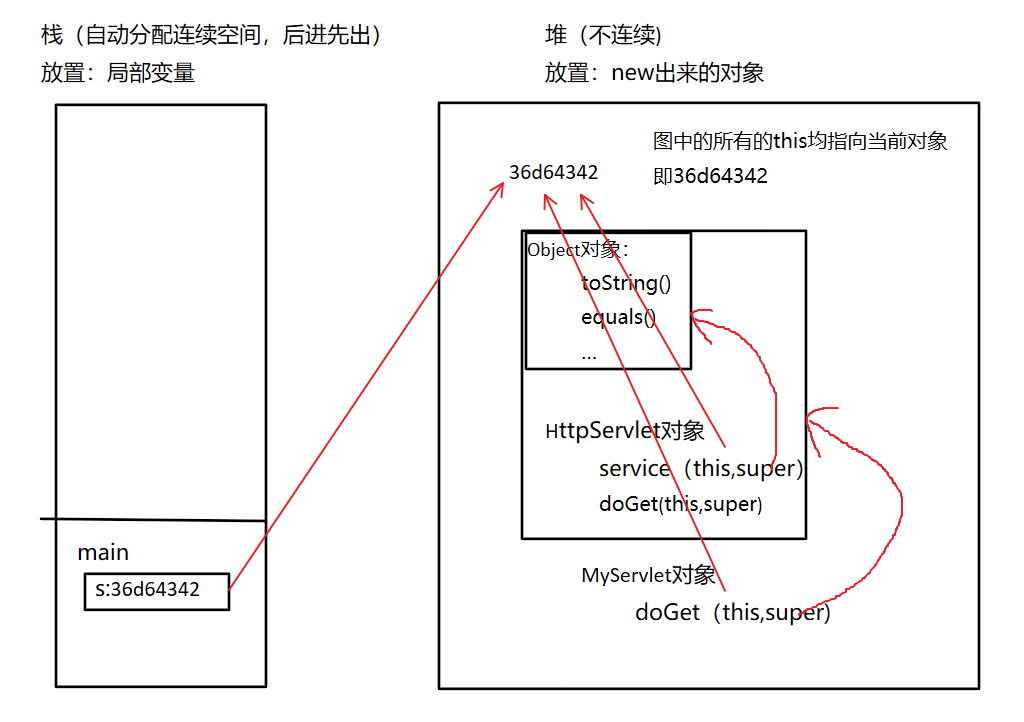 栈（自动分配连续空间，后进先出）
放置：局部变量
堆（不连续)
放置：new出来的对象
图中的所有的this均指向当前对象
即36d64342
36d64342
Object对象：
toString()
equals()
...
HttpServlet对象
service（this,super）
doGet(this,super)
main
s:36d64342
MyServlet对象
doGet（this,super)